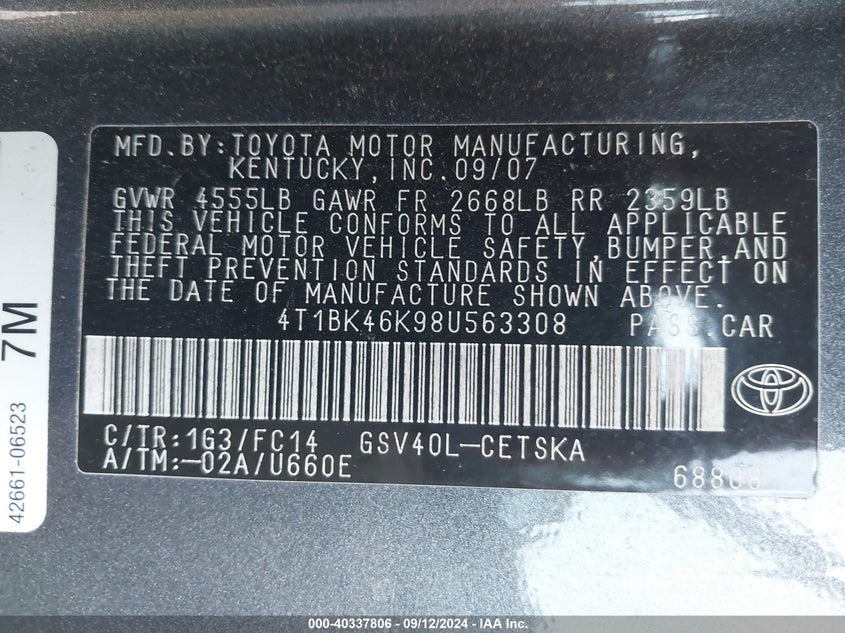 MFD.BY:TOYOTA MOTOR MANUFACTURING,
KENTUCKY,INC.09/07
GVWR 4555LB GAWR FR 2668LB RR 2359LB
THIS VEHICLE CONFORMS TO ALL APPLICABLE
FEDERAL MOTOR VEHICLE SAFETY,BUMPER,AND
THEFT PREVENTION STANDARDS IN EFFECT ON
THE DATE OF MANUFACTURE SHOWN ABOVE.
4T1BK46K98U563308 PASS.CAR
C/TR:1G3/FC14 GSV40L-CETSKA
A/TM:-02A/U660E
68808
7M
42661-06523
000-40337806 - 09/12/2024 - IAA Inc.